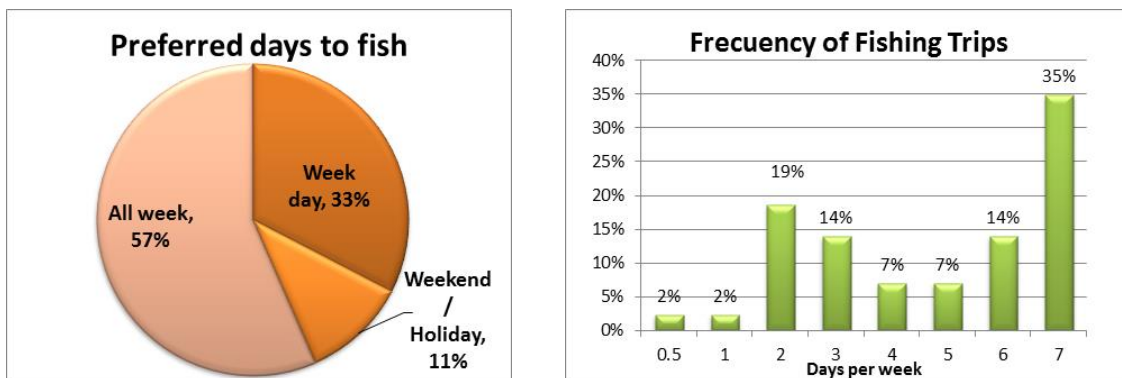 Preferred days to fish
Week
day, 33%
All week,
57%
Weekend
/
Holiday,
11%
Frecuency of Fishing Trips
40%
35%
30%
25%
20%
15%
10%
5%
0%
2%
2%
19%
14%
7%
7%
14%
35%
0.5 1 2 3 4 5 6 7
Days per week